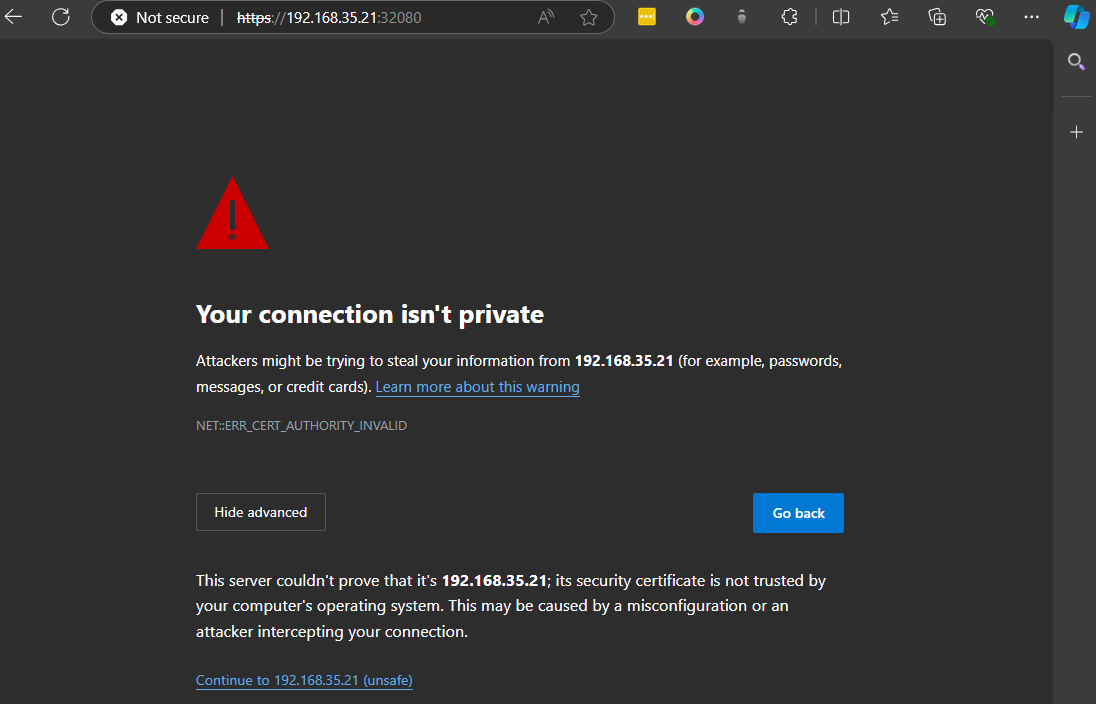 Not secure https://192.168.35.21:32080
Your connection isn't private
Attackers might be trying to steal your information from 192.168.35.21 (for example, passwords,
messages, or credit cards). Learn more about this warning
NET::ERR_CERT_AUTHORITY_INVALID
Hide advanced
Go back
This server couldn't prove that it's 192.168.35.21; its security certificate is not trusted by
your computer's operating system. This may be caused by a misconfiguration or an
attacker intercepting your connection.
Continue to 192.168.35.21 (unsafe)